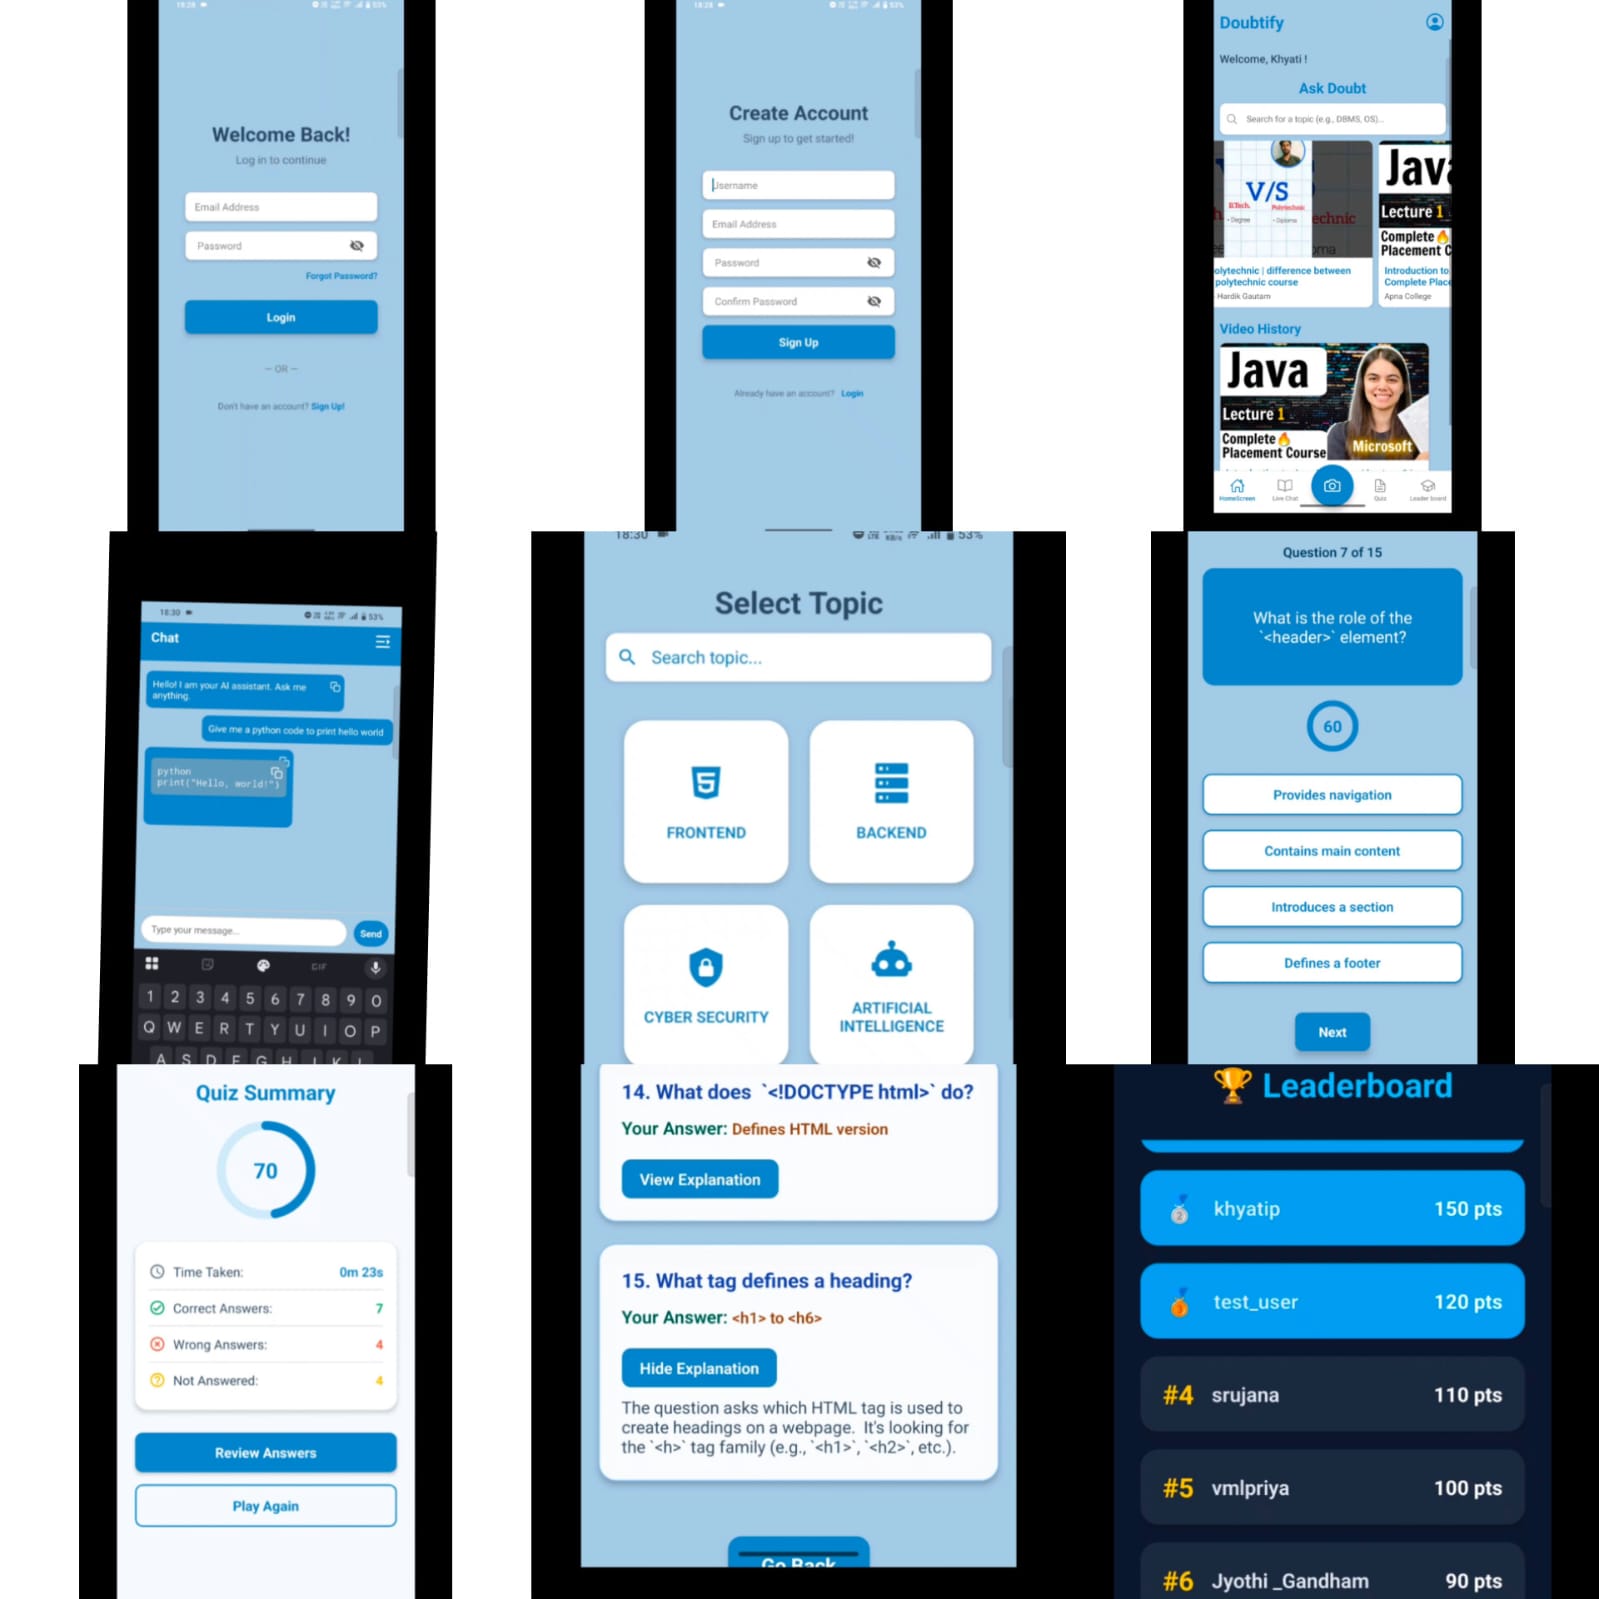 18:28
53%
Welcome Back!
Log in to continue
Email Address
Password
Forgot Password?
Login
— OR —
Don't have an account? Sign Up!
18:28
53%
Create Account
Sign up to get started!
Username
Email Address
Password
Confirm Password
Sign Up
Already have an account? Login
Doubtify
Welcome, Khyati !
Ask Doubt
Search for a topic (e.g., DBMS, OS)...
V/S
B.Tech.
Polytechnic
• Degree
• Diploma
echnic
oma
olytechnic | difference between
polytechnic course
Hardik Gautam
Java
Lecture 1
Complete🔥
Placement C
Introduction to
Complete Place
Apna College
Video History
Java
Lecture 1
Complete🔥
Placement Course
Microsoft
HomeScreen
Live Chat
Quiz
Leader board
18:30
53%
Chat
Hello! I am your AI assistant. Ask me
anything.
Give me a python code to print hello world
python
print("Hello, world!")
Type your message...
Send
GIF
1 2 3 4 5 6 7 8 9 0
Q W E R T Y U I O P
A S D F G H J K L
18:30
53%
Select Topic
Search topic...
FRONTEND
BACKEND
CYBER SECURITY
ARTIFICIAL
INTELLIGENCE
Question 7 of 15
What is the role of the
`<header>` element?
60
Provides navigation
Contains main content
Introduces a section
Defines a footer
Next
Quiz Summary
70
Time Taken: 0m 23s
Correct Answers: 7
Wrong Answers: 4
Not Answered: 4
Review Answers
Play Again
14. What does `<!DOCTYPE html>` do?
Your Answer: Defines HTML version
View Explanation
15. What tag defines a heading?
Your Answer: <h1> to <h6>
Hide Explanation
The question asks which HTML tag is used to
create headings on a webpage. It's looking for
the `<h>` tag family (e.g., `<h1>`, `<h2>`, etc.).
Go Back
🏆 Leaderboard
2 khyatip 150 pts
test_user 120 pts
#4 srujana 110 pts
#5 vmlpriya 100 pts
#6 Jyothi _Gandham 90 pts